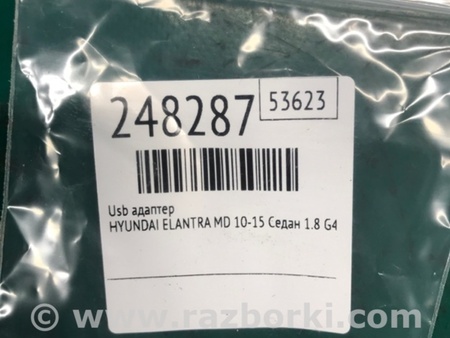 248287
53623
Usb адаптер
HYUNDAI ELANTRA MD 10-15 Седан 1.8 G4
© www.razborki.com